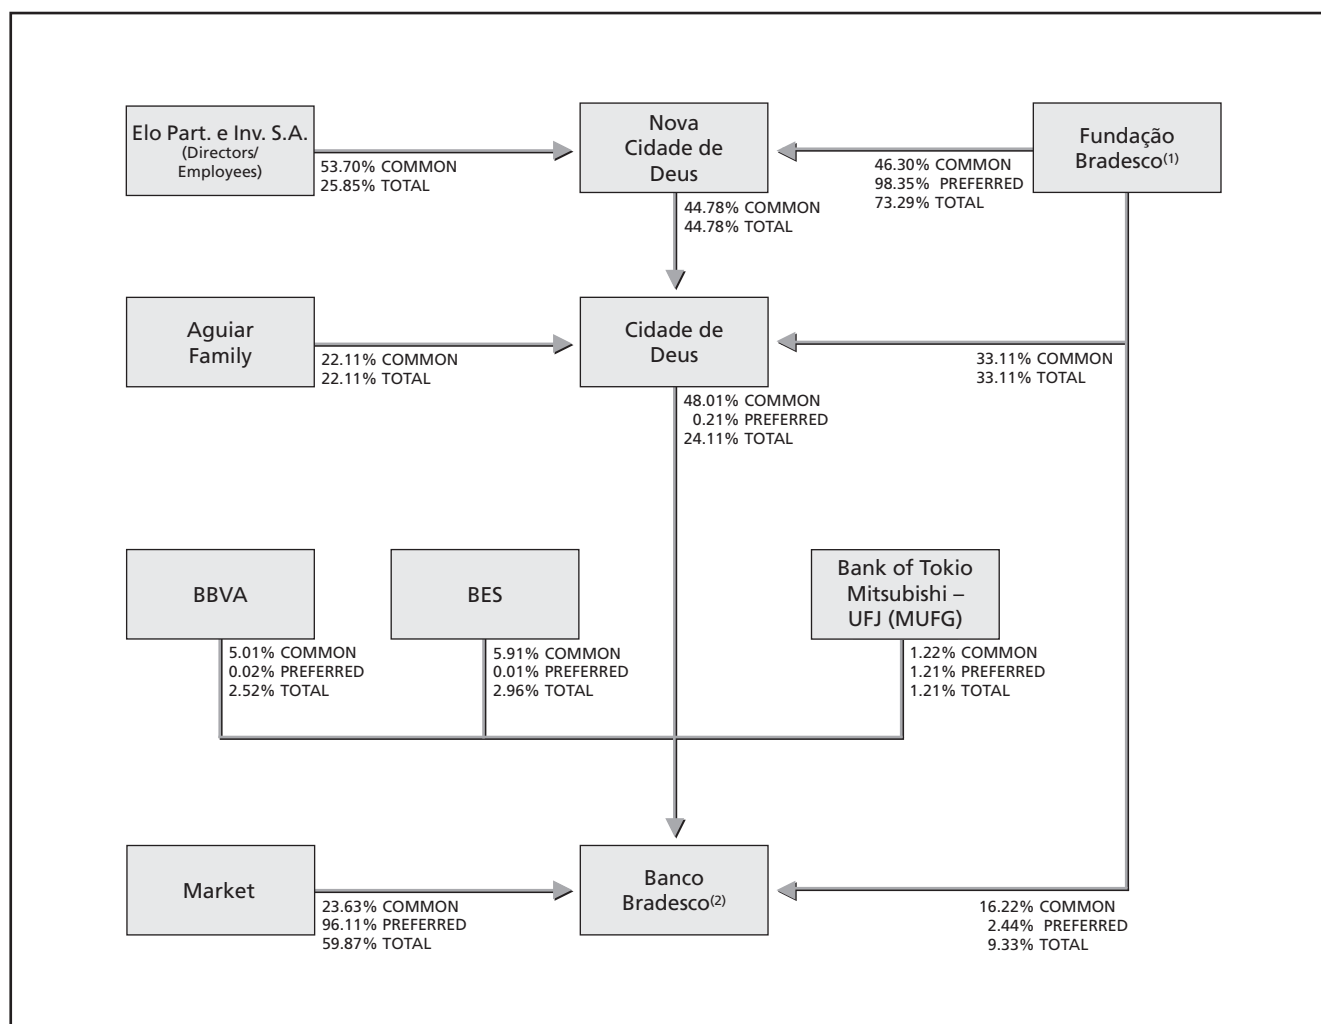 Elo Part. e Inv. S.A.
(Directors/
Employees)
53.70% COMMON
25.85% TOTAL
Nova
Cidade de
Deus
46.30% COMMON
98.35% PREFERRED
73.29% TOTAL
Fundação
Bradesco(1)
44.78% COMMON
44.78% TOTAL
Aguiar
Family
22.11% COMMON
22.11% TOTAL
Cidade de
Deus
33.11% COMMON
33.11% TOTAL
48.01% COMMON
0.21% PREFERRED
24.11% TOTAL
BBVA
5.01% COMMON
0.02% PREFERRED
2.52% TOTAL
BES
5.91% COMMON
0.01% PREFERRED
2.96% TOTAL
Bank of Tokio
Mitsubishi –
UFJ (MUFG)
1.22% COMMON
1.21% PREFERRED
1.21% TOTAL
Market
23.63% COMMON
96.11% PREFERRED
59.87% TOTAL
Banco
Bradesco(2)
16.22% COMMON
2.44% PREFERRED
9.33% TOTAL